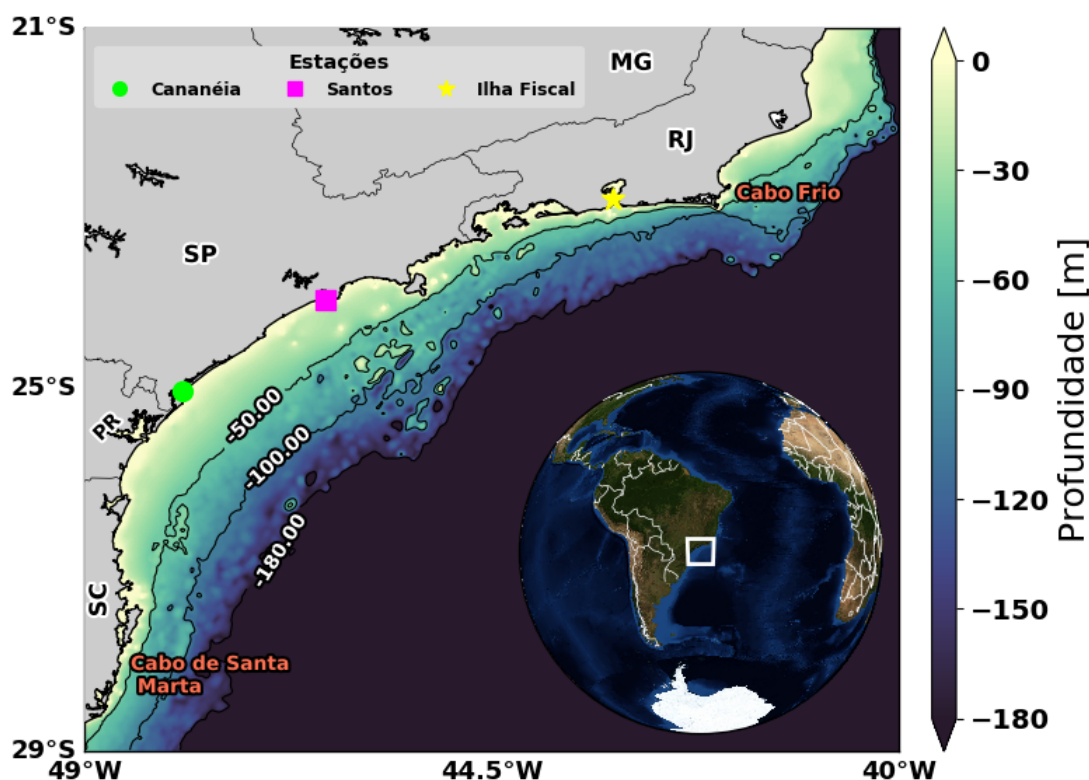 21°S
Estações
Cananéia
Santos
Ilha Fiscal
MG
RJ
Cabo Frio
SP
25°S
PR
-50.00
-100.00
-180.00
SC
Cabo de Santa
Marta
29°S
49°W
44.5°W
40°W
0
−30
−60
−90
−120
−150
−180
Profundidade [m]